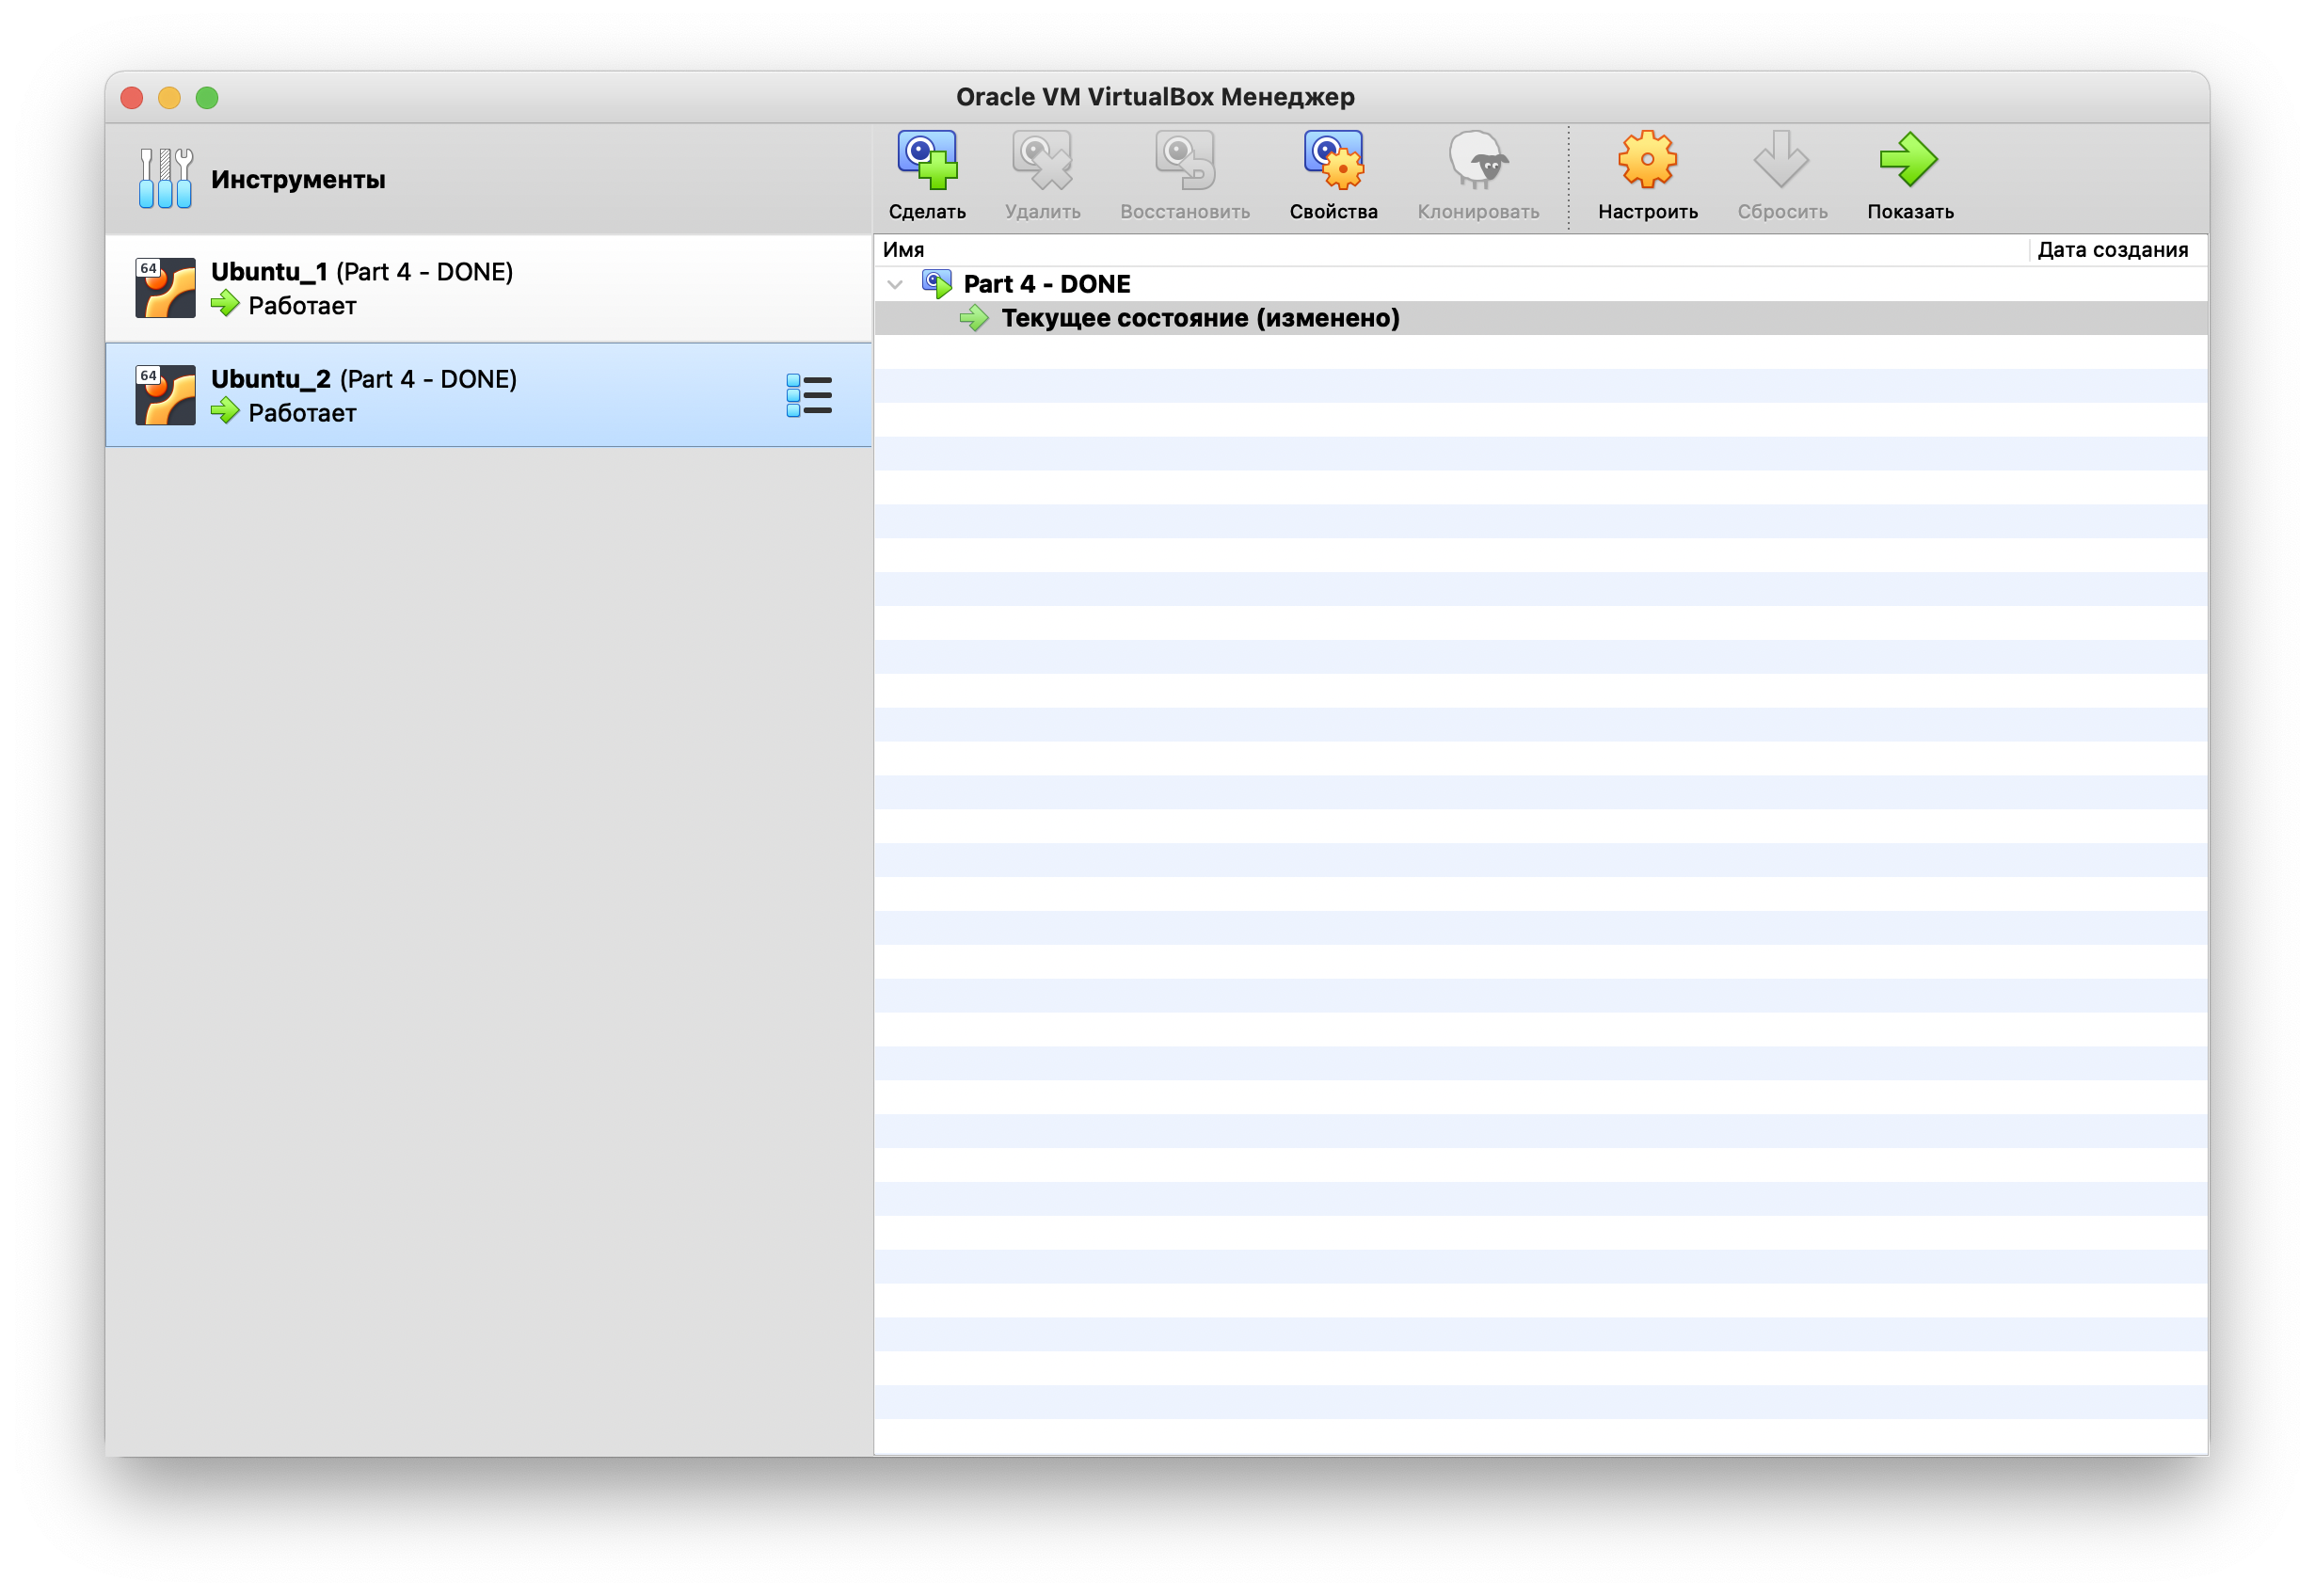 Oracle VM VirtualBox Менеджер
Инструменты
Сделать Удалить Восстановить Свойства Клонировать Настроить Сбросить Показать
64 Ubuntu_1 (Part 4 - DONE)
Работает
64 Ubuntu_2 (Part 4 - DONE)
Работает
Имя Дата создания
Part 4 - DONE
Текущее состояние (изменено)